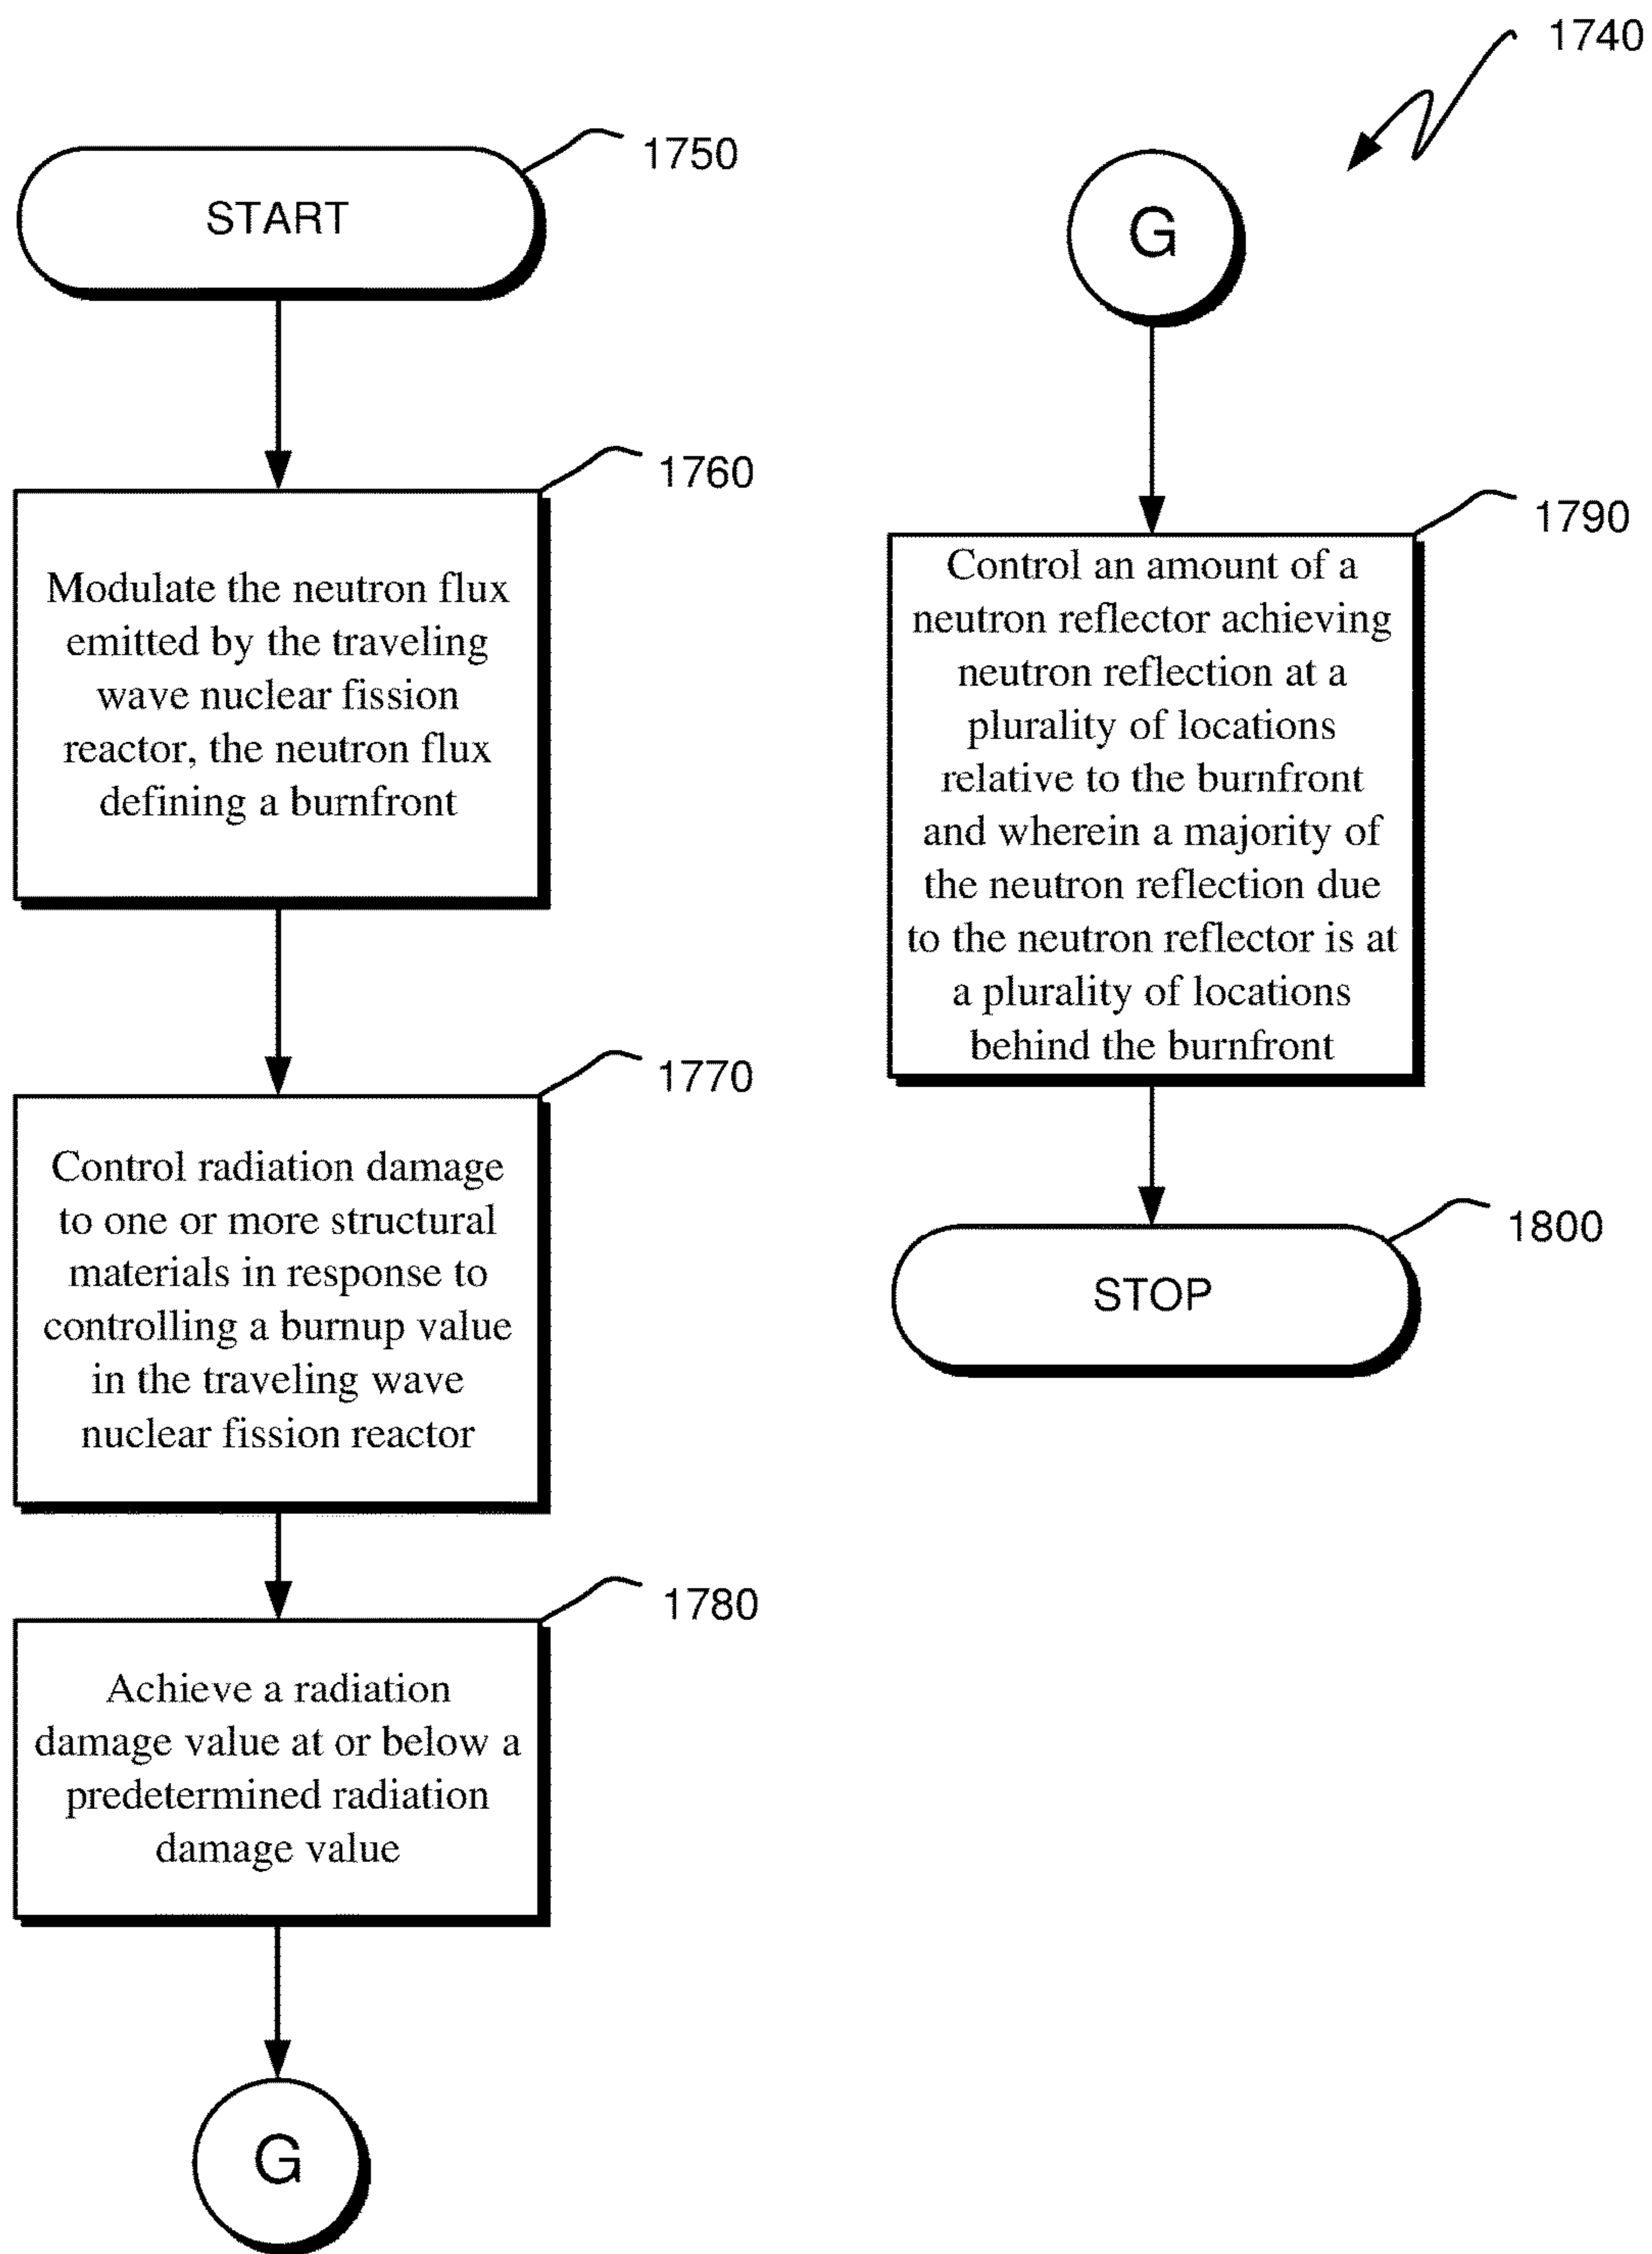 1750
START
1760
Modulate the neutron flux
emitted by the traveling
wave nuclear fission
reactor, the neutron flux
defining a burnfront
1770
Control radiation damage
to one or more structural
materials in response to
controlling a burnup value
in the traveling wave
nuclear fission reactor
1780
Achieve a radiation
damage value at or below a
predetermined radiation
damage value
G
1740
G
1790
Control an amount of a
neutron reflector achieving
neutron reflection at a
plurality of locations
relative to the burnfront
and wherein a majority of
the neutron reflection due
to the neutron reflector is at
a plurality of locations
behind the burnfront
1800
STOP